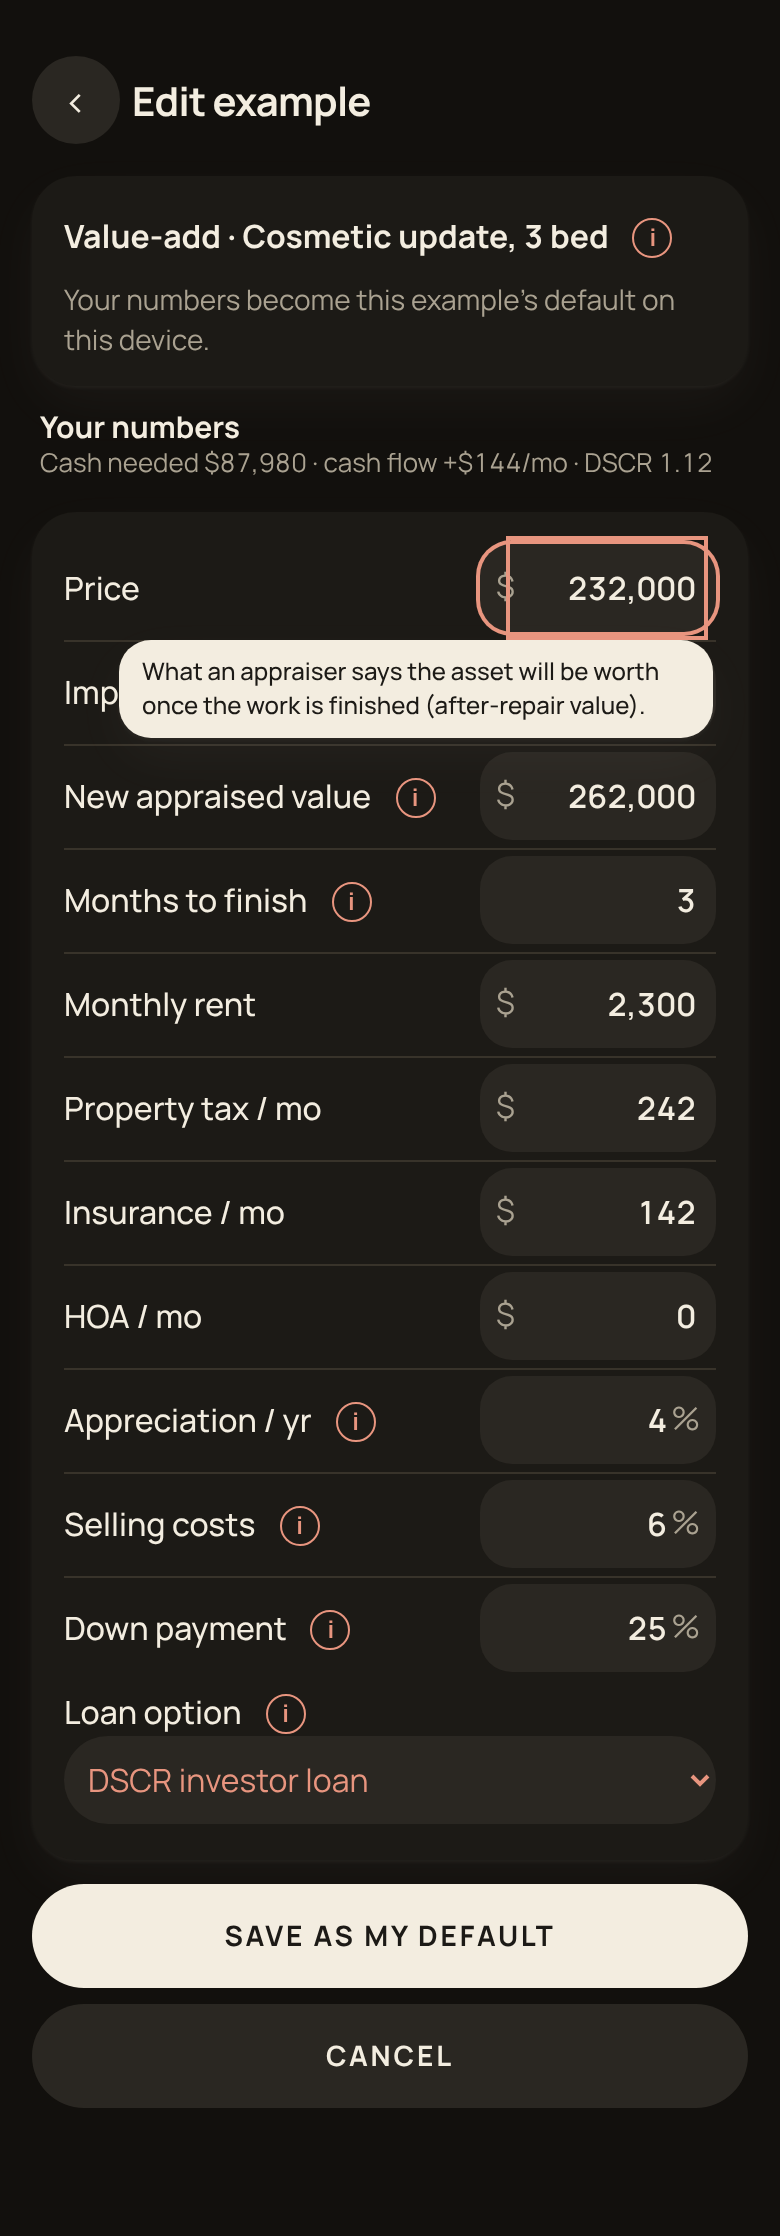 Edit example
Value-add · Cosmetic update, 3 bed i
Your numbers become this example's default on
this device.
Your numbers
Cash needed $87,980 · cash flow +$144/mo · DSCR 1.12
Price $ 232,000
What an appraiser says the asset will be worth
once the work is finished (after-repair value).
New appraised value i $ 262,000
Months to finish i 3
Monthly rent $ 2,300
Property tax / mo $ 242
Insurance / mo $ 142
HOA / mo $ 0
Appreciation / yr i 4 %
Selling costs i 6 %
Down payment i 25 %
Loan option i
DSCR investor loan
SAVE AS MY DEFAULT
CANCEL